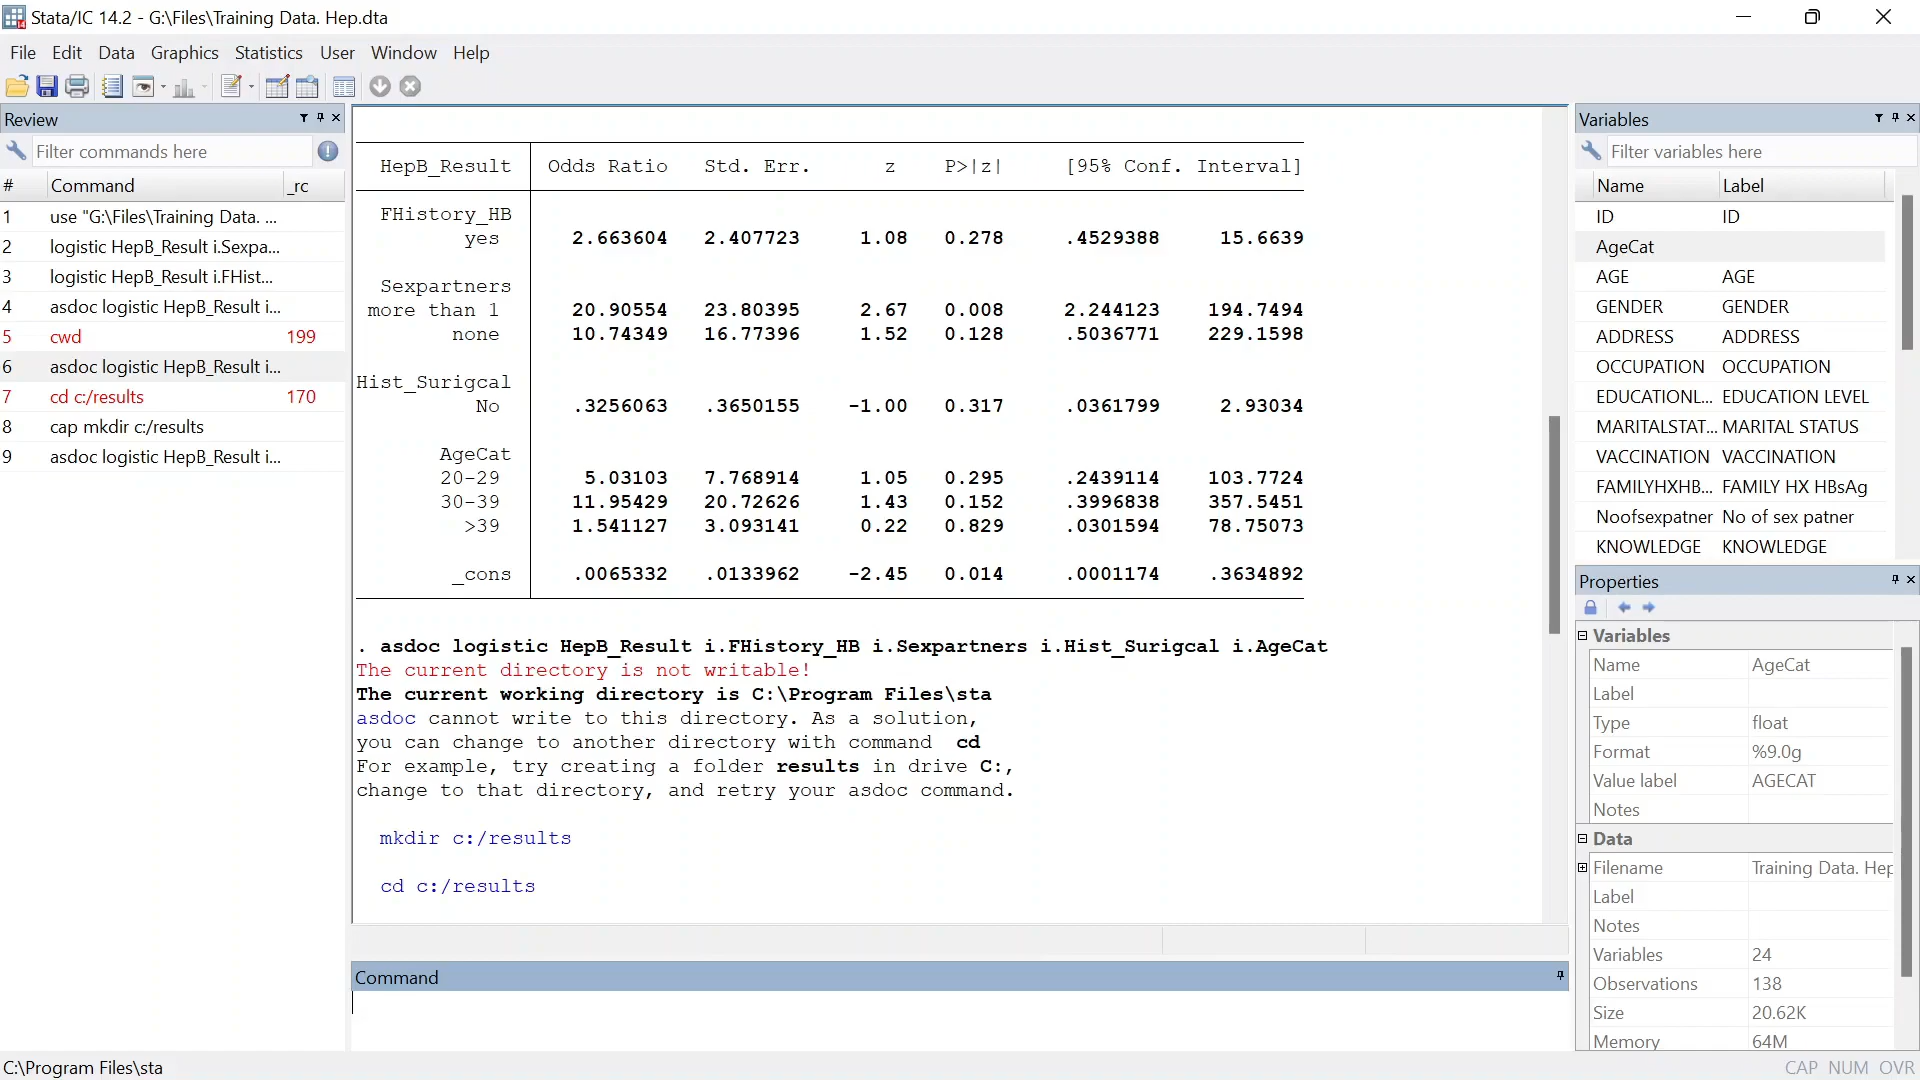 Stata/IC 14.2 - G:\Files\Training Data. Hep.dta
File Edit Data Graphics Statistics User Window Help
Review
Filter commands here
# Command _rc
1 use "G:\Files\Training Data. ...
2 logistic HepB_Result i.Sexpa...
3 logistic HepB_Result i.FHist...
4 asdoc logistic HepB_Result i...
5 cwd 199
6 asdoc logistic HepB_Result i...
7 cd c:/results 170
8 cap mkdir c:/results
9 asdoc logistic HepB_Result i...
HepB_Result Odds Ratio Std. Err. z P>|z| [95% Conf. Interval]
FHistory_HB
yes 2.663604 2.407723 1.08 0.278 .4529388 15.6639
Sexpartners
more than 1 20.90554 23.80395 2.67 0.008 2.244123 194.7494
none 10.74349 16.77396 1.52 0.128 .5036771 229.1598
Hist_Surigcal
No .3256063 .3650155 -1.00 0.317 .0361799 2.93034
AgeCat
20-29 5.03103 7.768914 1.05 0.295 .2439114 103.7724
30-39 11.95429 20.72626 1.43 0.152 .3996838 357.5451
>39 1.541127 3.093141 0.22 0.829 .0301594 78.75073
_cons .0065332 .0133962 -2.45 0.014 .0001174 .3634892
. asdoc logistic HepB_Result i.FHistory_HB i.Sexpartners i.Hist_Surigcal i.AgeCat
The current directory is not writable!
The current working directory is C:\Program Files\sta
asdoc cannot write to this directory. As a solution,
you can change to another directory with command cd
For example, try creating a folder results in drive C:,
change to that directory, and retry your asdoc command.
mkdir c:/results
cd c:/results
Command
Variables
Filter variables here
Name Label
ID ID
AgeCat
AGE AGE
GENDER GENDER
ADDRESS ADDRESS
OCCUPATION OCCUPATION
EDUCATIONL... EDUCATION LEVEL
MARITALSTAT... MARITAL STATUS
VACCINATION VACCINATION
FAMILYHXHB... FAMILY HX HBsAg
Noofsexpatner No of sex patner
KNOWLEDGE KNOWLEDGE
Properties
Variables
Name AgeCat
Label
Type float
Format %9.0g
Value label AGECAT
Notes
Data
Filename Training Data. Hep
Label
Notes
Variables 24
Observations 138
Size 20.62K
Memory 64M
C:\Program Files\sta
CAP NUM OVR